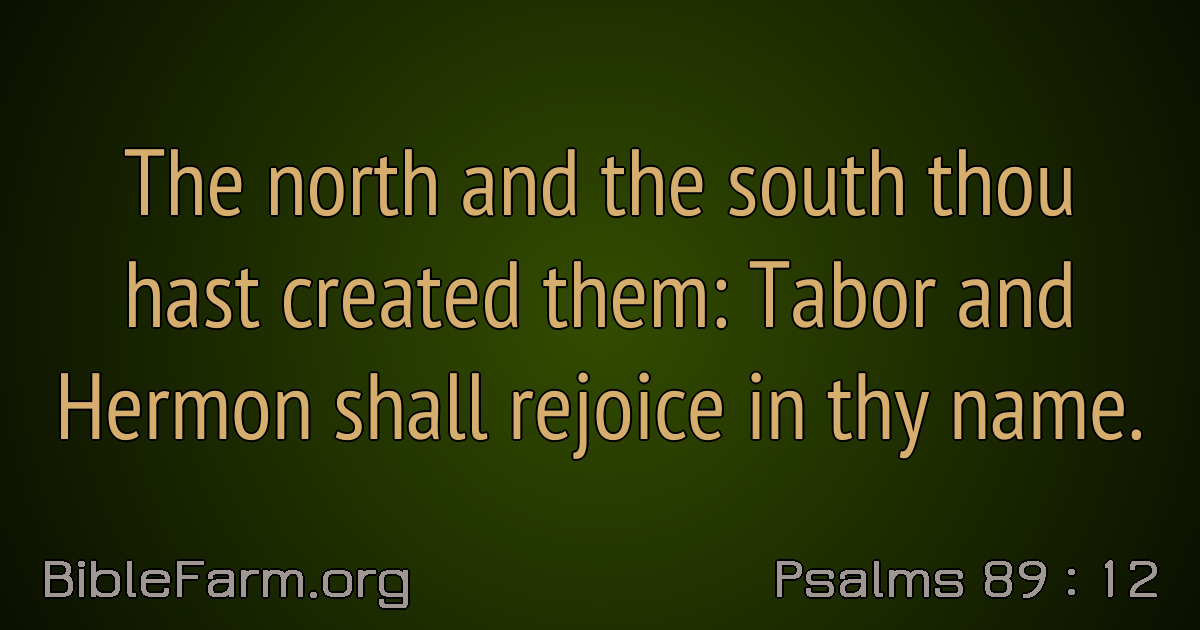 The north and the south thou
hast created them: Tabor and
Hermon shall rejoice in thy name.
BibleFarm.org
Psalms 89 : 12